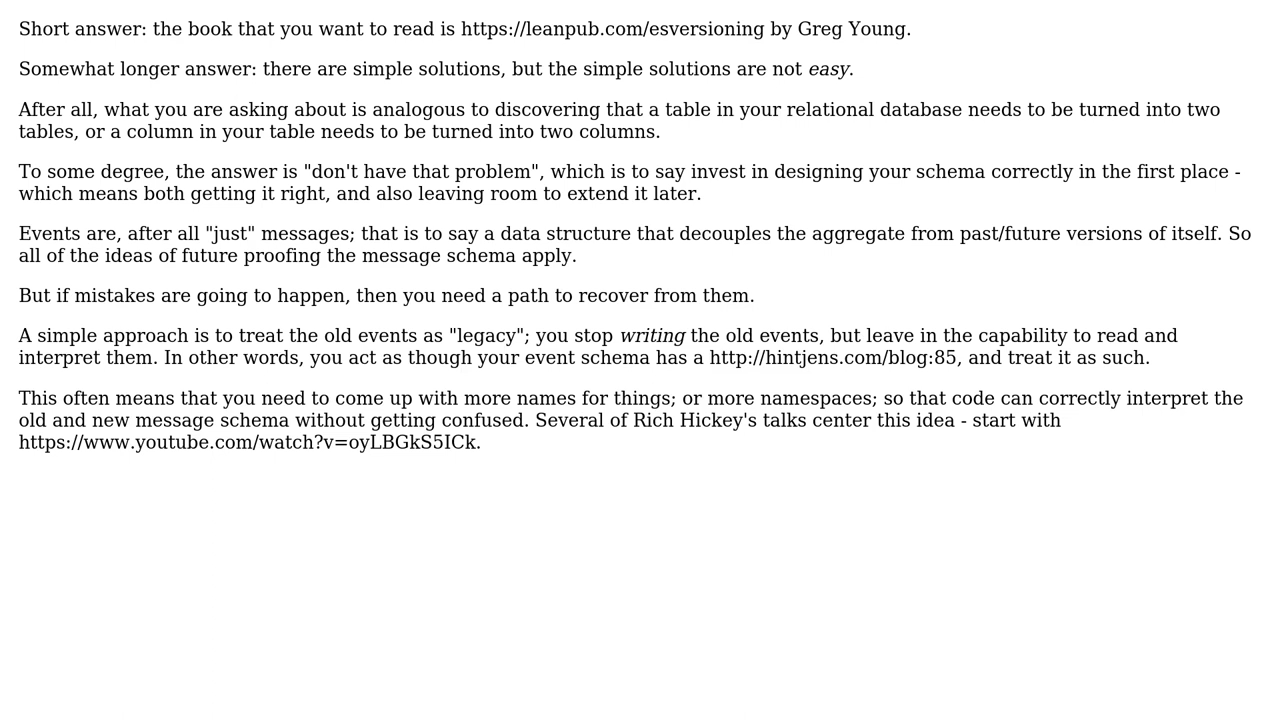 Short answer: the book that you want to read is https://leanpub.com/esversioning by Greg Young.
Somewhat longer answer: there are simple solutions, but the simple solutions are not easy.
After all, what you are asking about is analogous to discovering that a table in your relational database needs to be turned into two
tables, or a column in your table needs to be turned into two columns.
To some degree, the answer is "don't have that problem", which is to say invest in designing your schema correctly in the first place -
which means both getting it right, and also leaving room to extend it later.
Events are, after all "just" messages; that is to say a data structure that decouples the aggregate from past/future versions of itself. So
all of the ideas of future proofing the message schema apply.
But if mistakes are going to happen, then you need a path to recover from them.
A simple approach is to treat the old events as "legacy"; you stop writing the old events, but leave in the capability to read and
interpret them. In other words, you act as though your event schema has a http://hintjens.com/blog:85, and treat it as such.
This often means that you need to come up with more names for things; or more namespaces; so that code can correctly interpret the
old and new message schema without getting confused. Several of Rich Hickey's talks center this idea - start with
https://www.youtube.com/watch?v=oyLBGkS5ICk.